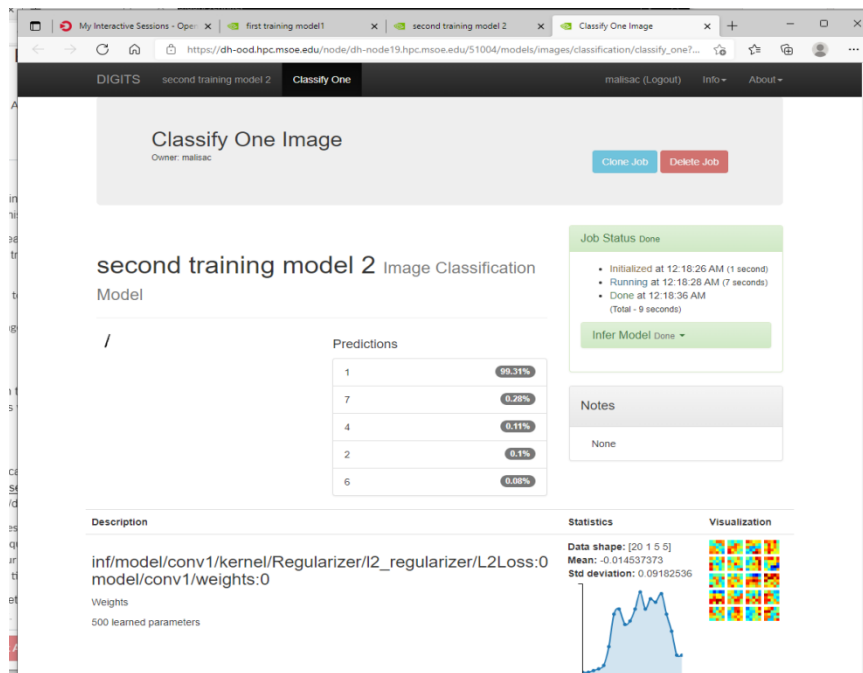 My Interactive Sessions - Ope
first training model1
second training model 2
Classify One Image
https://dh-ood.hpc.msoe.edu/node/dh-node19.hpc.msoe.edu/51004/models/images/classification/classify_one?...
DIGITS
second training model 2
Classify One
malisac (Logout)
Info
About
Classify One Image
Owner: malisac
Clone Job
Delete Job
second training model 2 Image Classification
Model
Job Status Done
Initialized at 12:18:26 AM (1 second)
Running at 12:18:28 AM (7 seconds)
Done at 12:18:36 AM
(Total - 9 seconds)
Infer Model Done
/
Predictions
1 99.31%
7 0.28%
4 0.11%
2 0.1%
6 0.08%
Notes
None
Description
Statistics
Visualization
inf/model/conv1/kernel/Regularizer/l2_regularizer/L2Loss:0
model/conv1/weights:0
Weights
500 learned parameters
Data shape: [20 1 5 5]
Mean: -0.014537373
Std deviation: 0.09182536